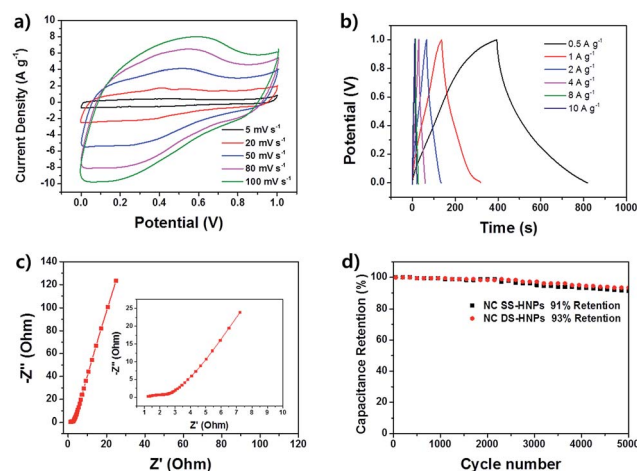 a)
Current Density (A g⁻¹)
10
8
6
4
2
0
-2
-4
-6
-8
-10
5 mV s⁻¹
20 mV s⁻¹
50 mV s⁻¹
80 mV s⁻¹
100 mV s⁻¹
0.0 0.2 0.4 0.6 0.8 1.0
Potential (V)
b)
Potential (V)
1.0
0.8
0.6
0.4
0.2
0.0
0.5 A g⁻¹
1 A g⁻¹
2 A g⁻¹
4 A g⁻¹
8 A g⁻¹
10 A g⁻¹
0 200 400 600 800 1000
Time (s)
c)
-Z'' (Ohm)
140
120
100
80
60
40
20
0
0 20 40 60 80 100 120
Z' (Ohm)
-Z'' (Ohm)
30
25
20
15
10
5
0
0 1 2 3 4 5 6 7 8 9 10
Z' (Ohm)
d)
Capacitance Retention (%)
120
100
80
60
40
20
0
NC SS-HNPs 91% Retention
NC DS-HNPs 93% Retention
0 1000 2000 3000 4000 5000
Cycle number